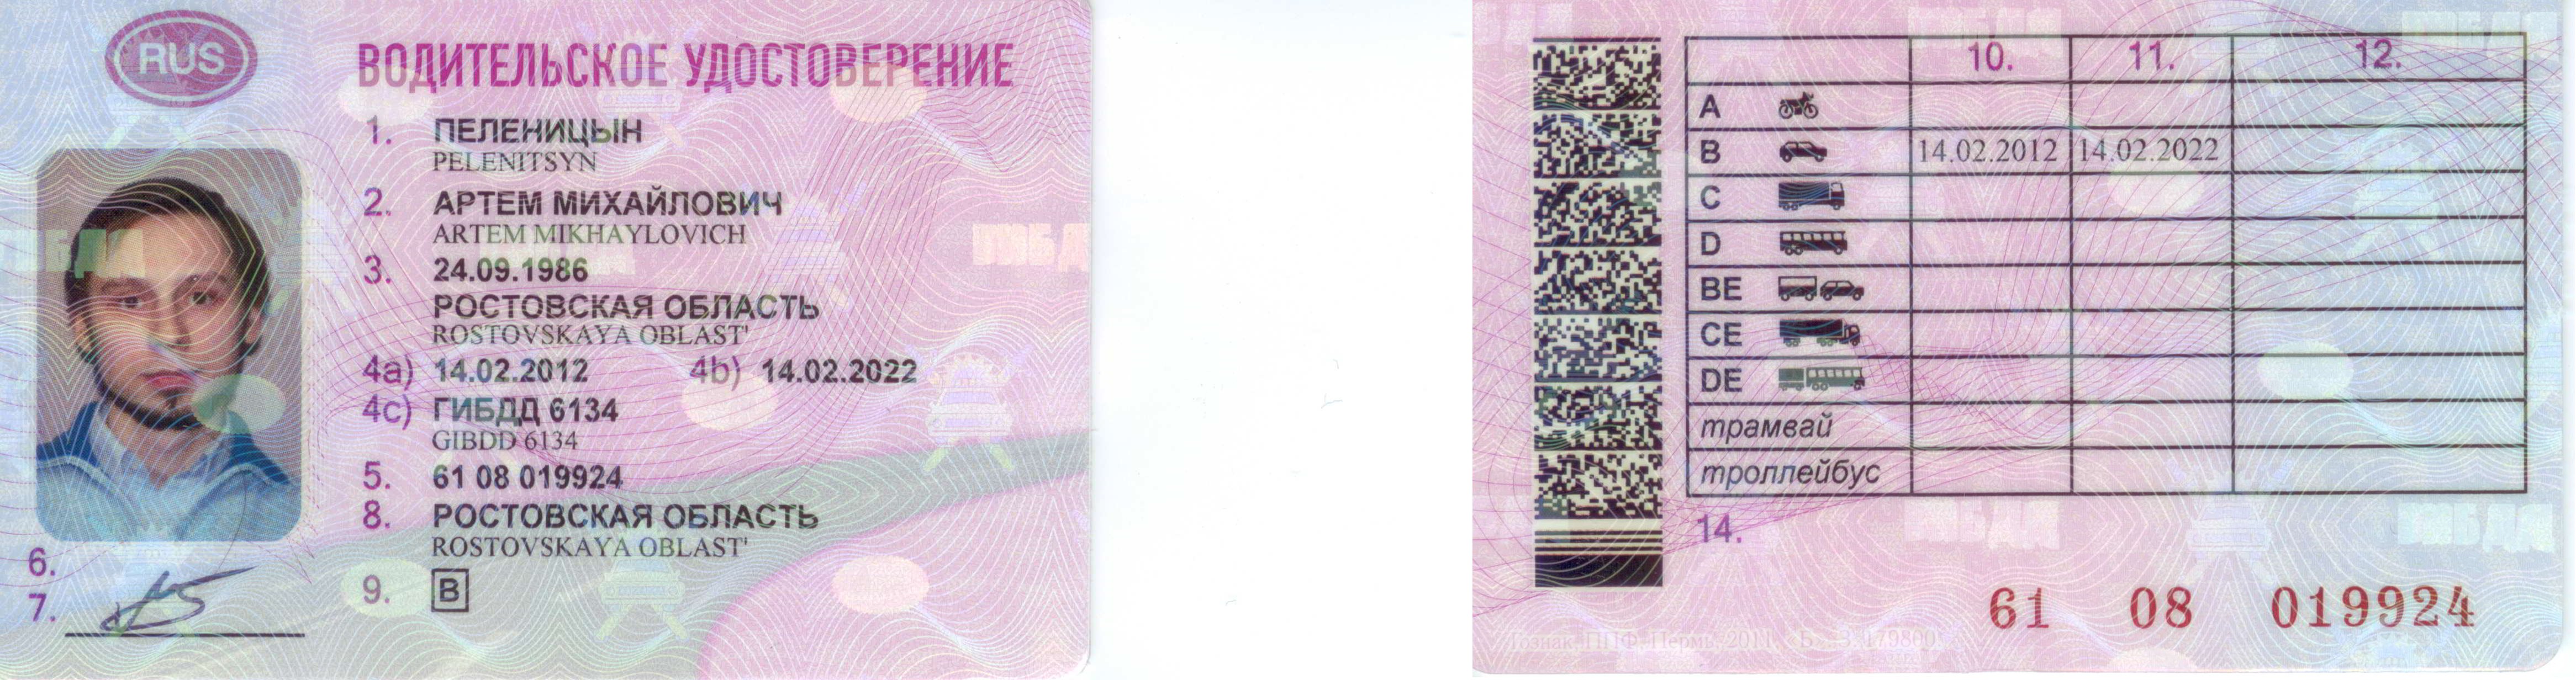 RUS
ВОДИТЕЛЬСКОЕ УДОСТОВЕРЕНИЕ
1. ПЕЛЕНИЦЫН
PELENITSYN
2. АРТЕМ МИХАЙЛОВИЧ
ARTEM MIKHAYLOVICH
3. 24.09.1986
РОСТОВСКАЯ ОБЛАСТЬ
ROSTOVSKAYA OBLAST'
4a) 14.02.2012 4b) 14.02.2022
4c) ГИБДД 6134
GIBDD 6134
5. 61 08 019924
8. РОСТОВСКАЯ ОБЛАСТЬ
ROSTOVSKAYA OBLAST'
6.
7.
9. B
10. 11. 12.
A
B 14.02.2012 14.02.2022
C
D
BE
CE
DE
трамвай
троллейбус
14.
61 08 019924
Гознак, ППФ, Пермь, 2011, «Б». З. 179800.